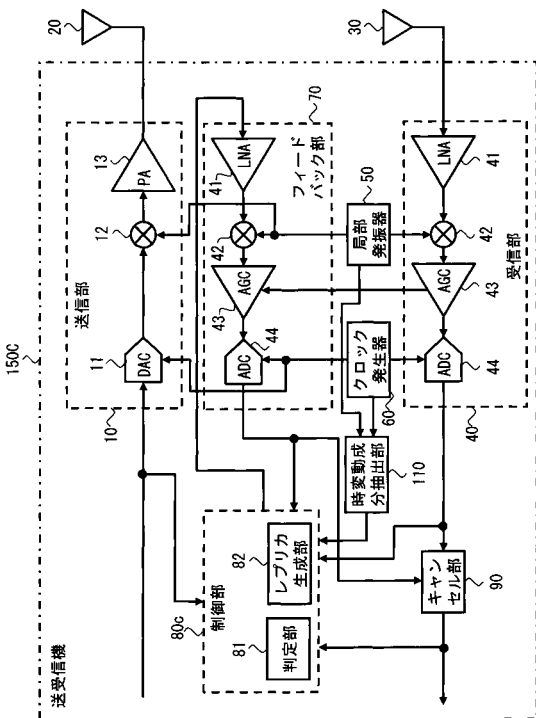 150C
送受信機
送信部
10
DAC
11
12
PA
13
20
フィード
バック部
70
LNA
41
42
AGC
43
ADC
44
局部
発振器
50
クロック
発生器
60
受信部
40
LNA
41
42
AGC
43
ADC
44
30
時変動成
分抽出部
110
制御部
80c
判定部
81
レプリカ
生成部
82
キャン
セル部
90